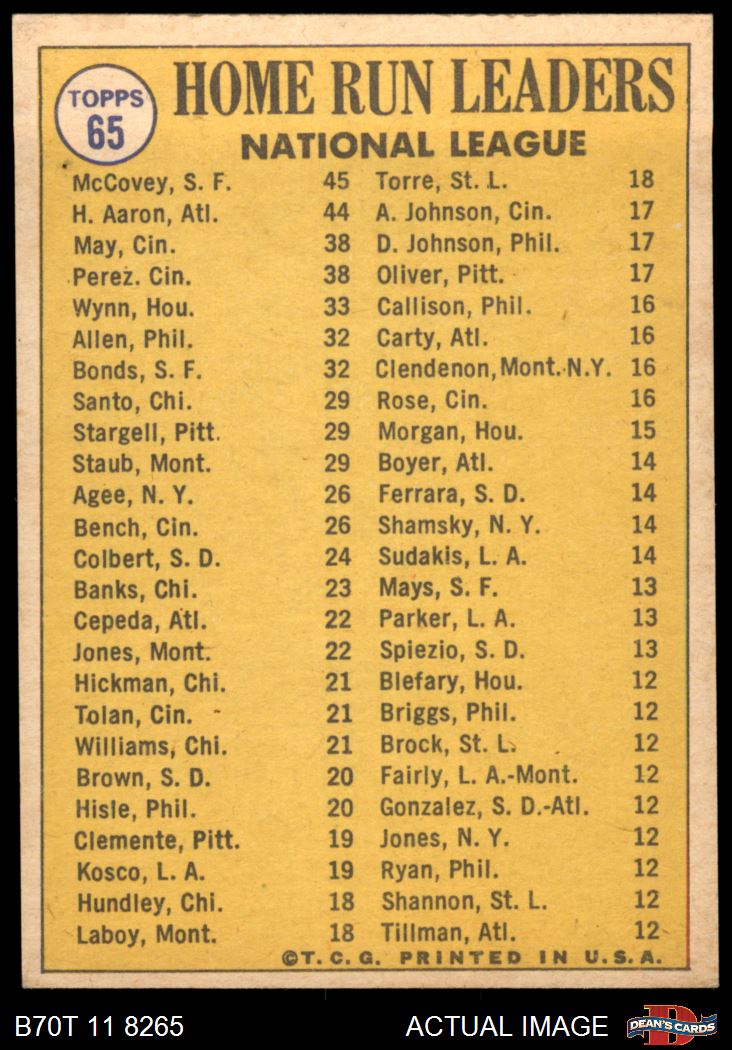 TOPPS
65
HOME RUN LEADERS
NATIONAL LEAGUE
McCovey, S. F. 45
H. Aaron, Atl. 44
May, Cin. 38
Perez. Cin. 38
Wynn, Hou. 33
Allen, Phil. 32
Bonds, S. F. 32
Santo, Chi. 29
Stargell, Pitt. 29
Staub, Mont. 29
Agee, N. Y. 26
Bench, Cin. 26
Colbert, S. D. 24
Banks, Chi. 23
Cepeda, Atl. 22
Jones, Mont. 22
Hickman, Chi. 21
Tolan, Cin. 21
Williams, Chi. 21
Brown, S. D. 20
Hisle, Phil. 20
Clemente, Pitt. 19
Kosco, L. A. 19
Hundley, Chi. 18
Laboy, Mont. 18
Torre, St. L. 18
A. Johnson, Cin. 17
D. Johnson, Phil. 17
Oliver, Pitt. 17
Callison, Phil. 16
Carty, Atl. 16
Clendenon, Mont.-N.Y. 16
Rose, Cin. 16
Morgan, Hou. 15
Boyer, Atl. 14
Ferrara, S. D. 14
Shamsky, N. Y. 14
Sudakis, L. A. 14
Mays, S. F. 13
Parker, L. A. 13
Spiezio, S. D. 13
Blefary, Hou. 12
Briggs, Phil. 12
Brock, St. L. 12
Fairly, L. A.-Mont. 12
Gonzalez, S. D.-Atl. 12
Jones, N. Y. 12
Ryan, Phil. 12
Shannon, St. L. 12
Tillman, Atl. 12
©T. C. G. PRINTED IN U. S. A.
B70T 11 8265
ACTUAL IMAGE
DEAN'S CARDS